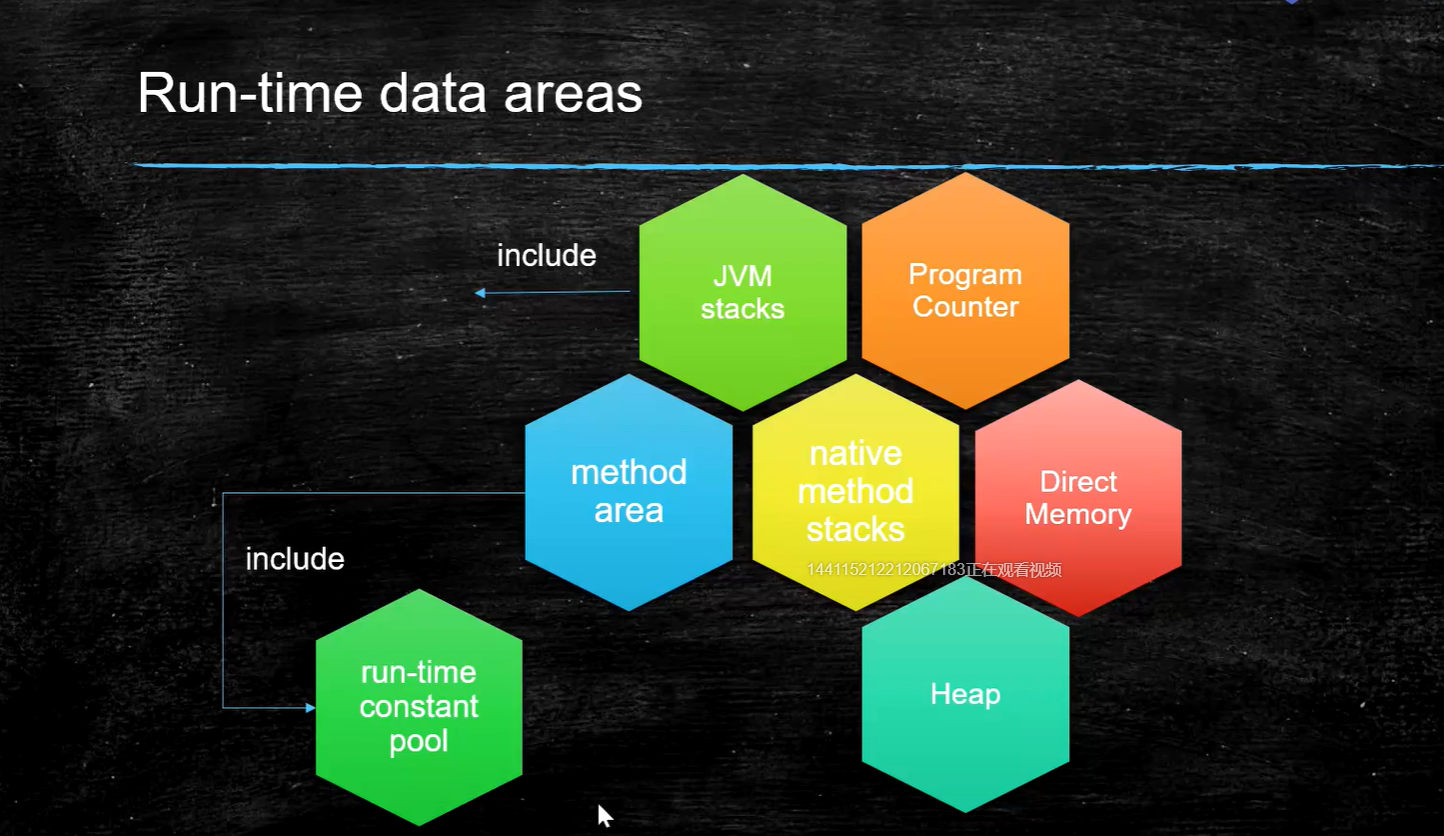 Run-time data areas
include
JVM
stacks
Program
Counter
method
area
native
method
stacks
Direct
Memory
144115212212067183正在观看视频
include
run-time
constant
pool
Heap